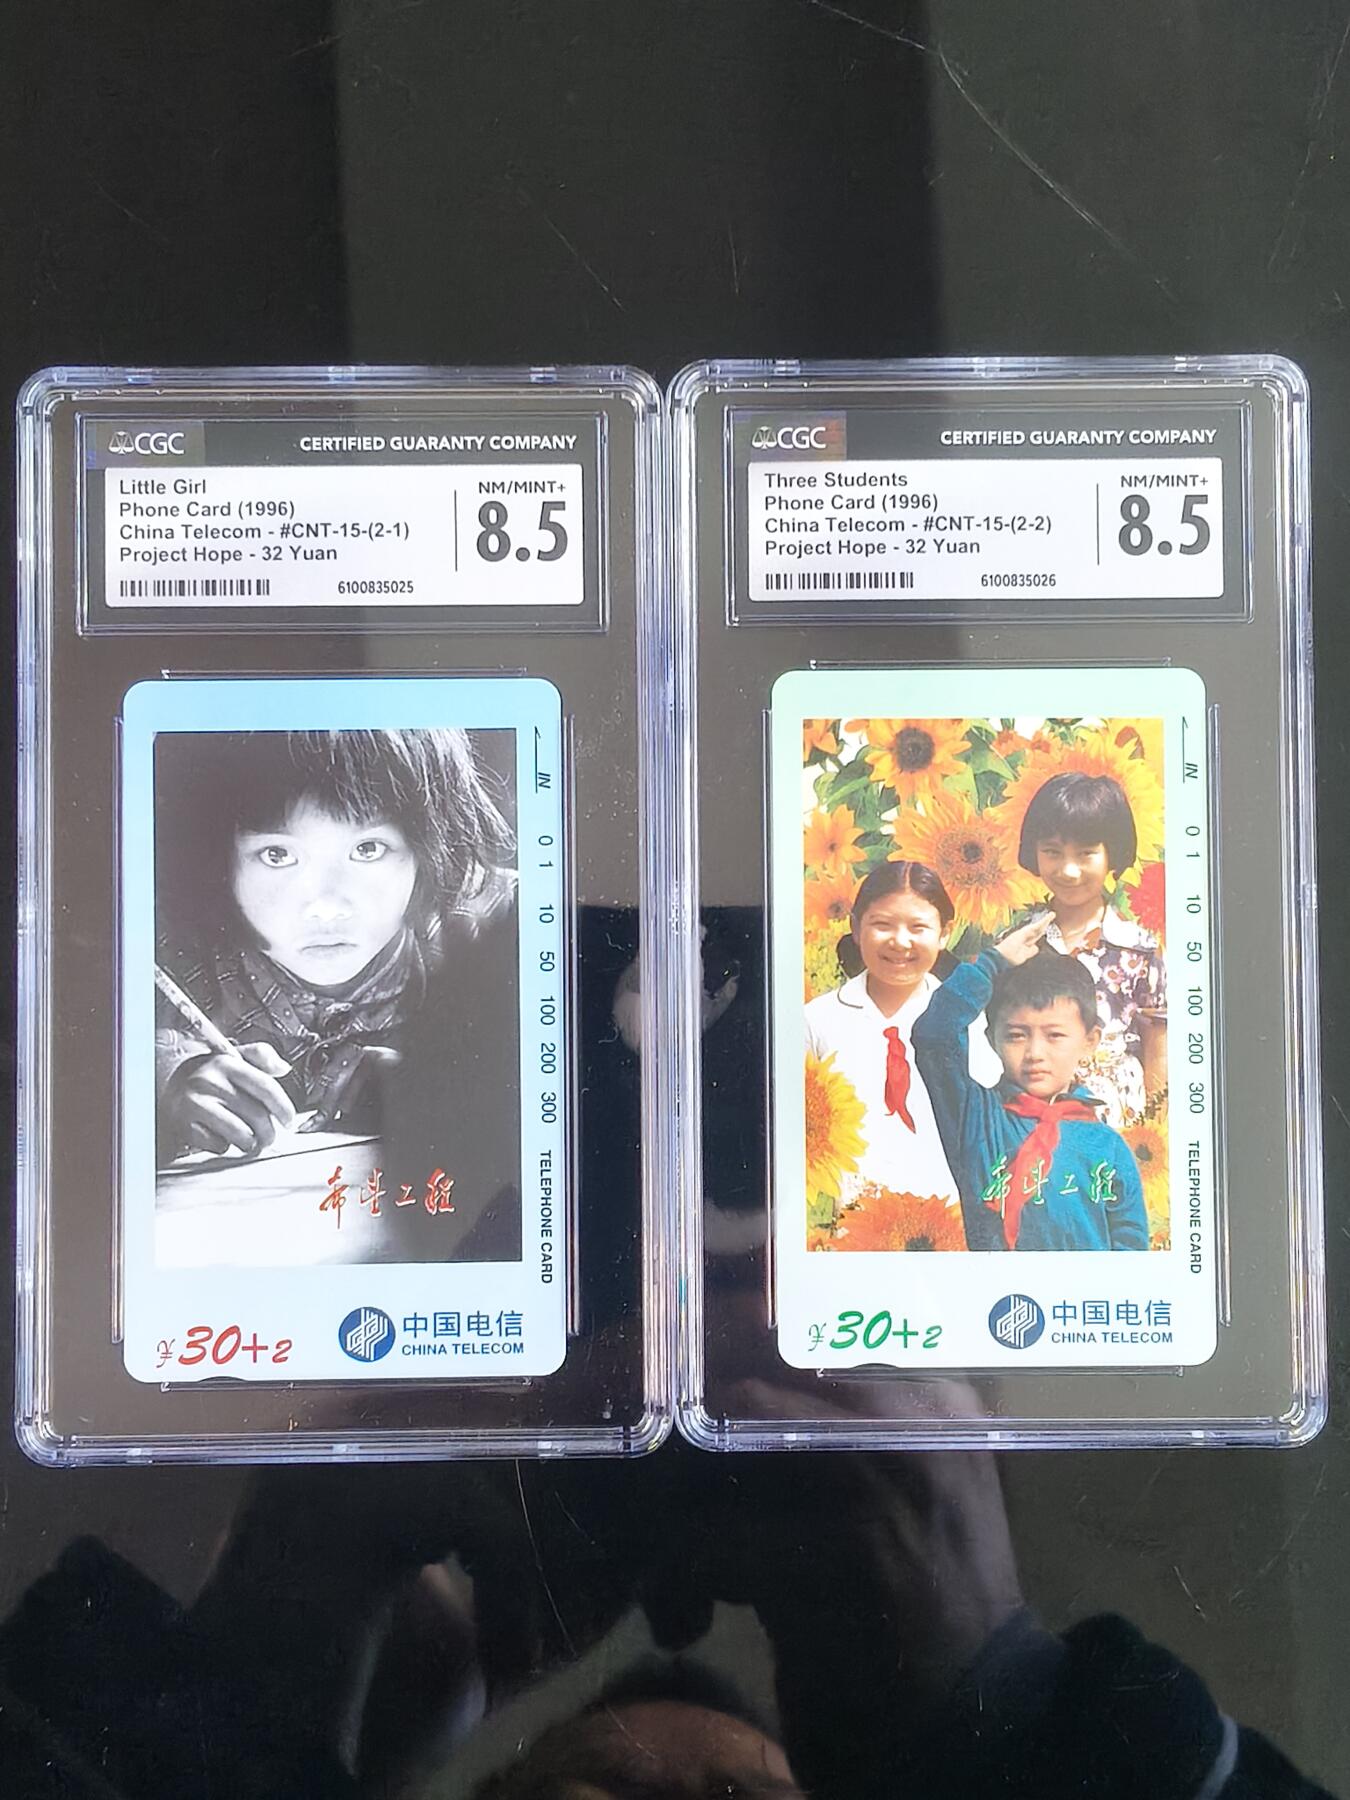 CGC CERTIFIED GUARANTY COMPANY
Little Girl
Phone Card (1996)
China Telecom - #CNT-15-(2-1)
Project Hope - 32 Yuan
NM/MINT+
8.5
6100835025
IN
0 1 10 50 100 200 300 TELEPHONE CARD
希望工程
¥30+2
中国电信
CHINA TELECOM
CGC CERTIFIED GUARANTY COMPANY
Three Students
Phone Card (1996)
China Telecom - #CNT-15-(2-2)
Project Hope - 32 Yuan
NM/MINT+
8.5
6100835026
IN
0 1 10 50 100 200 300 TELEPHONE CARD
希望工程
¥30+2
中国电信
CHINA TELECOM